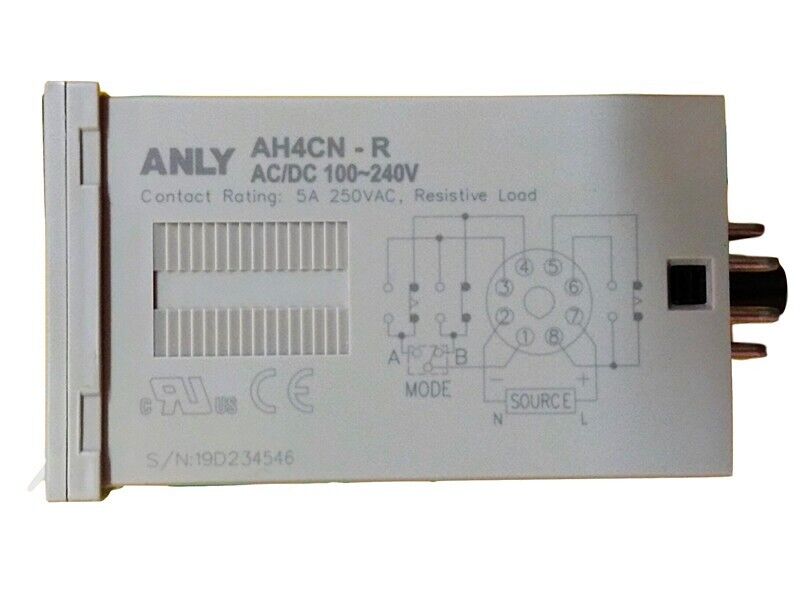 ANLY AH4CN - R
AC/DC 100~240V
Contact Rating: 5A 250VAC, Resistive Load
4 5
3 6
2 7
1 8
A B
MODE
- +
SOURCE
N L
c RU US CE
S/N:19D234546